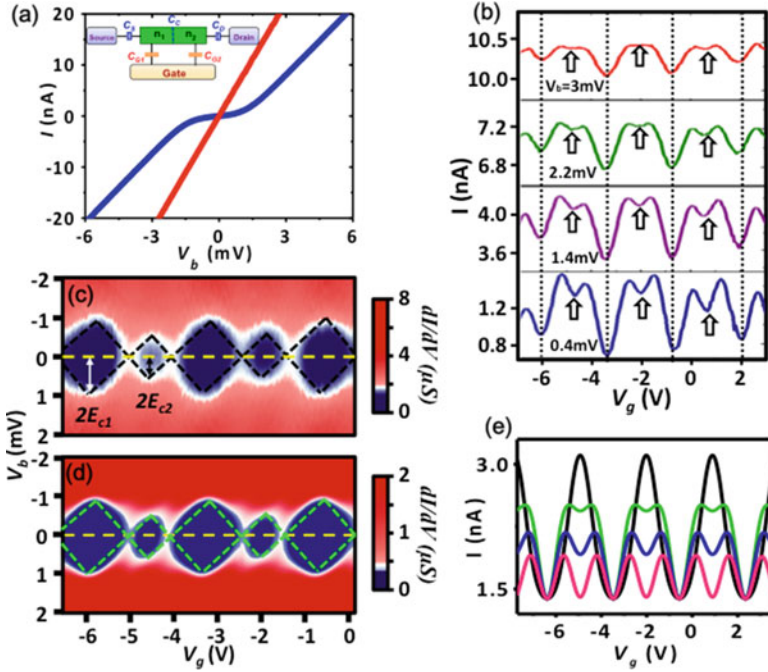 (a)
20
10
0
-10
20
I (nA)
-6 -3 0 3 6
V_b (mV)
C_S C_C C_D
Source n₁ n₂ Drain
C_G1 C_G2
Gate
(b)
10.5
10.0
V_b=3mV
7.2
6.8
2.2mV
4.0
3.6
1.4mV
1.2
0.8
0.4mV
I (nA)
-6 -4 -2 0 2
V_g (V)
(c)
-2
-1
0
1
2
2E_c1 2E_c2
8
4
0
dI/dV (μS)
V_b (mV)
(d)
-2
-1
0
1
2
-6 -5 -4 -3 -2 -1 0
V_g (V)
2
1
0
dI/dV (μS)
(e)
3.0
1.5
I (nA)
-6 -4 -2 0 2
V_g (V)